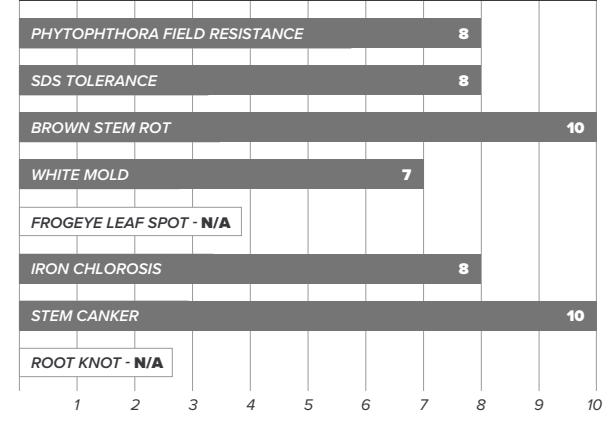 PHYTOPHTHORA FIELD RESISTANCE 8
SDS TOLERANCE 8
BROWN STEM ROT 10
WHITE MOLD 7
FROGEYE LEAF SPOT - N/A
IRON CHLOROSIS 8
STEM CANKER 10
ROOT KNOT - N/A
1 2 3 4 5 6 7 8 9 10